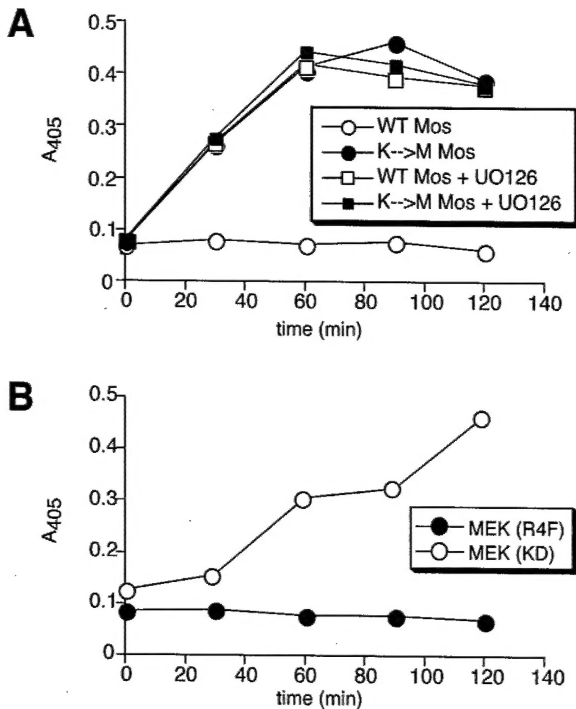 A
0.5
0.4
0.3
0.2
0.1
0
A405
0 20 40 60 80 100 120 140
time (min)
WT Mos
K-->M Mos
WT Mos + UO126
K-->M Mos + UO126
B
0.5
0.4
0.3
0.2
0.1
0
A405
0 20 40 60 80 100 120 140
time (min)
MEK (R4F)
MEK (KD)